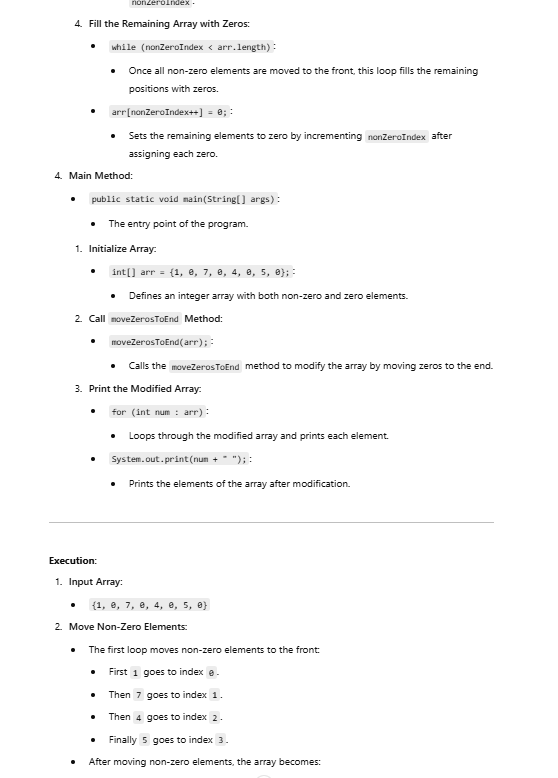 nonZeroIndex.
4. Fill the Remaining Array with Zeros:
• while (nonZeroIndex < arr.length):
• Once all non-zero elements are moved to the front, this loop fills the remaining
positions with zeros.
• arr[nonZeroIndex++] = 0;:
• Sets the remaining elements to zero by incrementing nonZeroIndex after
assigning each zero.
4. Main Method:
• public static void main(String[] args):
• The entry point of the program.
1. Initialize Array:
• int[] arr = {1, 0, 7, 0, 4, 0, 5, 0};:
• Defines an integer array with both non-zero and zero elements.
2. Call moveZerosToEnd Method:
• moveZerosToEnd(arr);:
• Calls the moveZerosToEnd method to modify the array by moving zeros to the end.
3. Print the Modified Array:
• for (int num : arr):
• Loops through the modified array and prints each element.
• System.out.print(num + " ");:
• Prints the elements of the array after modification.
Execution:
1. Input Array:
• {1, 0, 7, 0, 4, 0, 5, 0}
2. Move Non-Zero Elements:
• The first loop moves non-zero elements to the front:
• First 1 goes to index 0.
• Then 7 goes to index 1.
• Then 4 goes to index 2.
• Finally 5 goes to index 3.
• After moving non-zero elements, the array becomes: